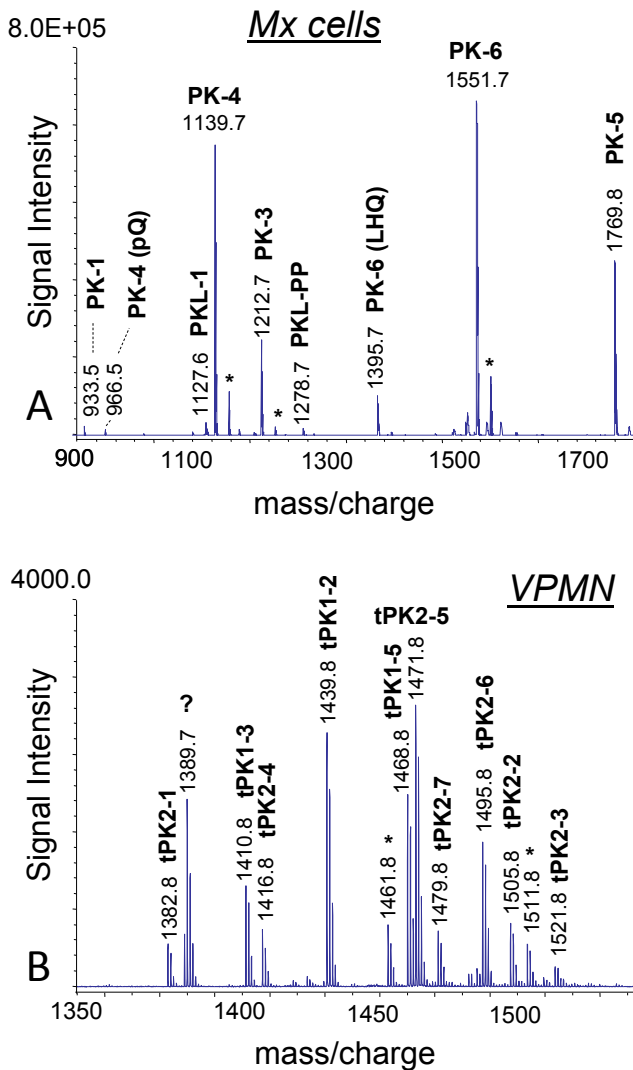 Mx cells
8.0E+05
Signal Intensity
PK-1
933.5
PK-4 (pQ)
966.5
PKL-1
1127.6
PK-4
1139.7
*
PK-3
1212.7
*
PKL-PP
1278.7
PK-6 (LHQ)
1395.7
PK-6
1551.7
*
PK-5
1769.8
A
900 1100 1300 1500 1700
mass/charge
VPMN
4000.0
Signal Intensity
tPK2-1
1382.8
?
1389.7
tPK1-3
1410.8
tPK2-4
1416.8
tPK1-2
1439.8
1461.8 *
tPK1-5
1468.8
tPK2-5
1471.8
tPK2-7
1479.8
tPK2-6
1495.8
tPK2-2
1505.8
1511.8 *
tPK2-3
1521.8
B
1350 1400 1450 1500
mass/charge